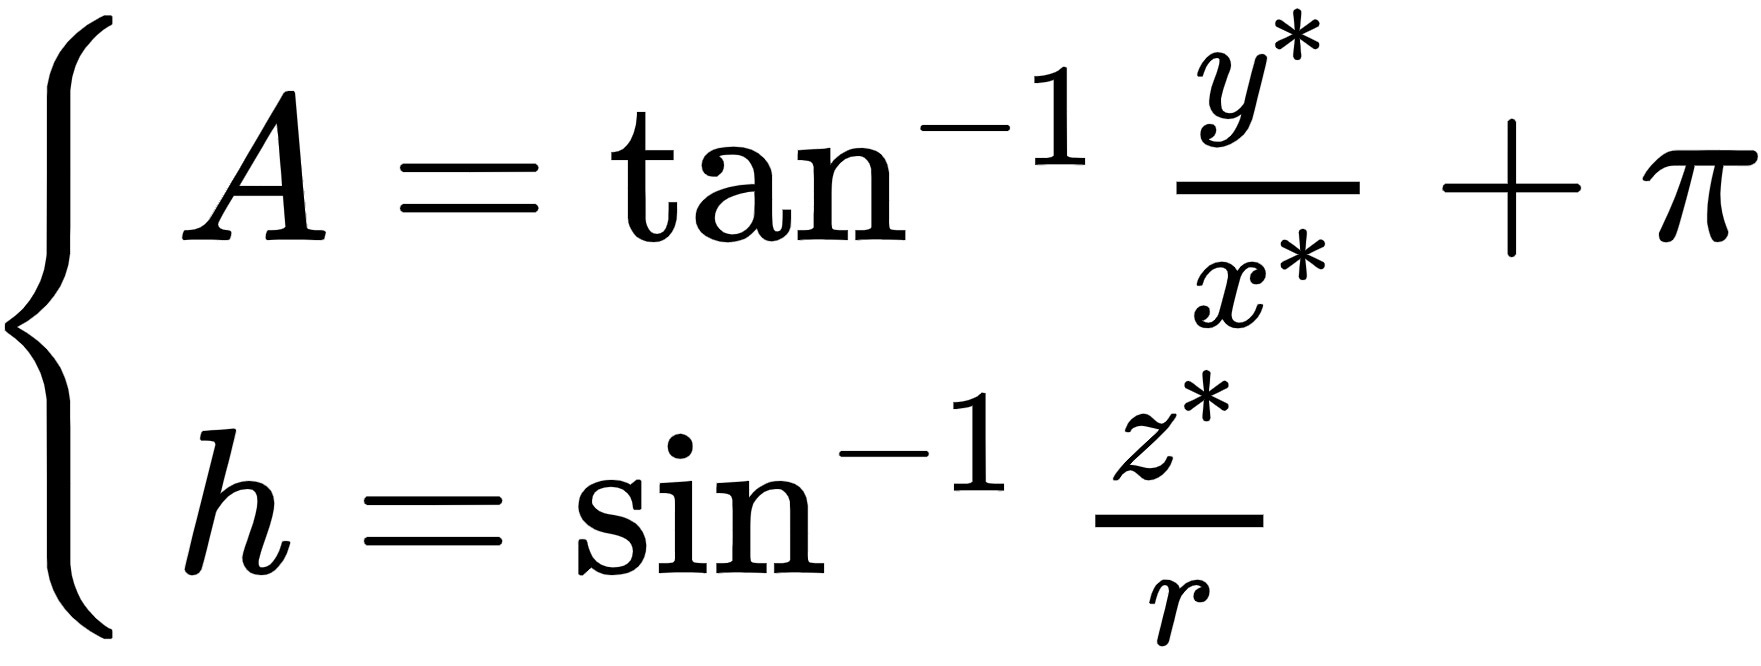 A = tan⁻¹ y*/x* + π
h = sin⁻¹ z*/r